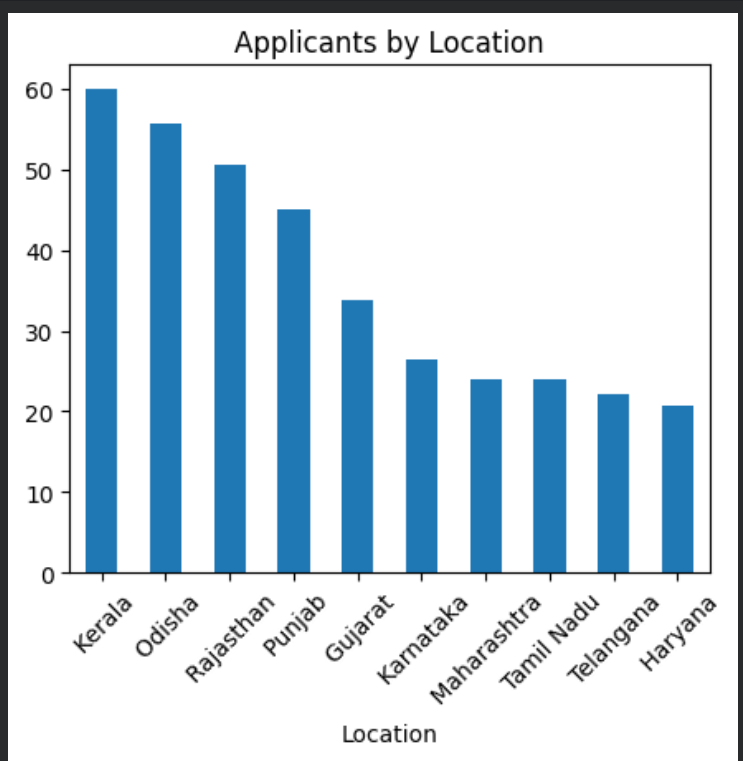 Applicants by Location
60
50
40
30
20
10
0
Kerala
Odisha
Rajasthan
Punjab
Gujarat
Karnataka
Maharashtra
Tamil Nadu
Telangana
Haryana
Location